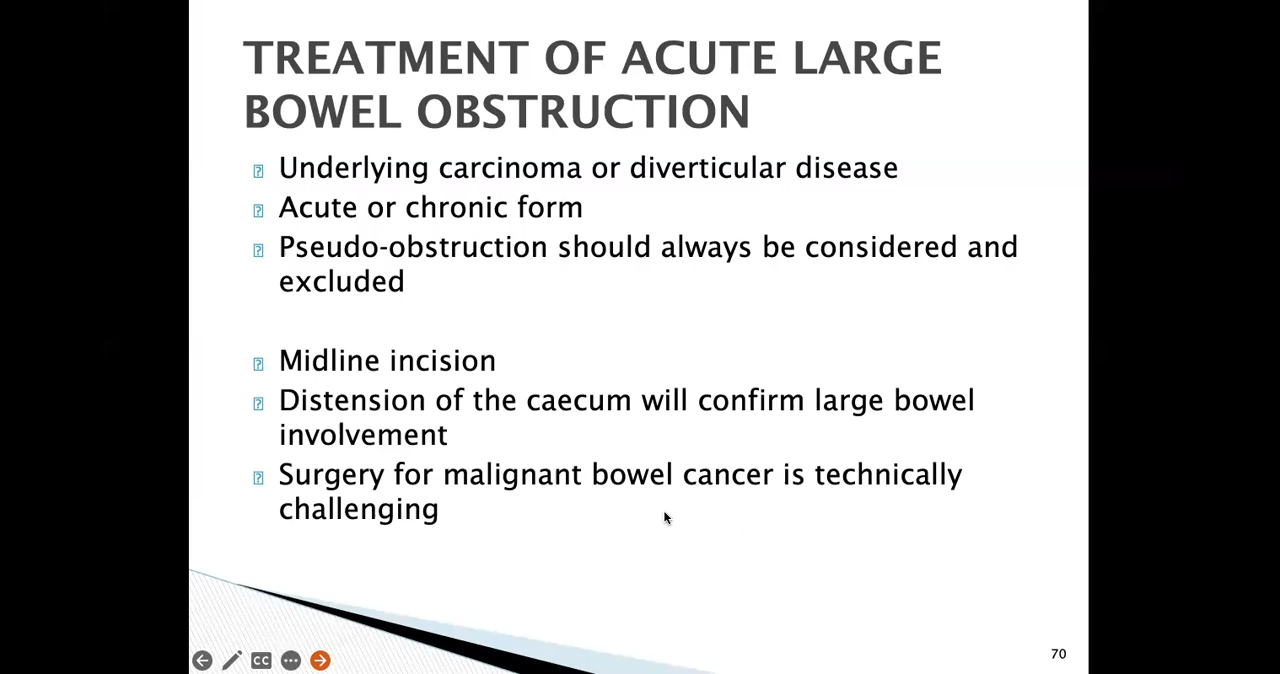 TREATMENT OF ACUTE LARGE
BOWEL OBSTRUCTION
Underlying carcinoma or diverticular disease
Acute or chronic form
Pseudo-obstruction should always be considered and
excluded
Midline incision
Distension of the caecum will confirm large bowel
involvement
Surgery for malignant bowel cancer is technically
challenging
CC
70